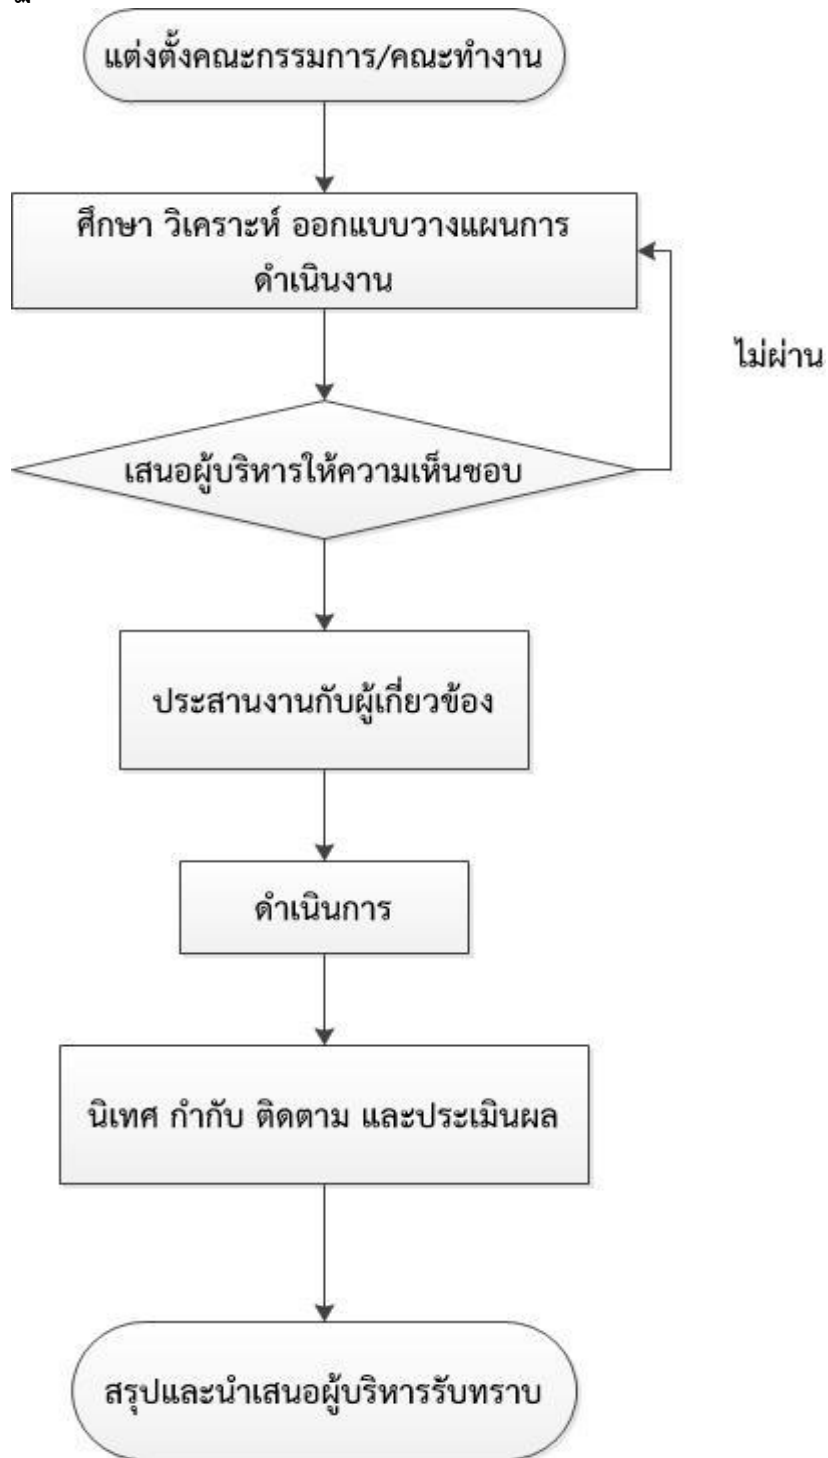 แต่งตั้งคณะกรรมการ/คณะทำงาน
ศึกษา วิเคราะห์ ออกแบบวางแผนการ
ดำเนินงาน
ไม่ผ่าน
เสนอผู้บริหารให้ความเห็นชอบ
ประสานงานกับผู้เกี่ยวข้อง
ดำเนินการ
นิเทศ กำกับ ติดตาม และประเมินผล
สรุปและนำเสนอผู้บริหารรับทราบ